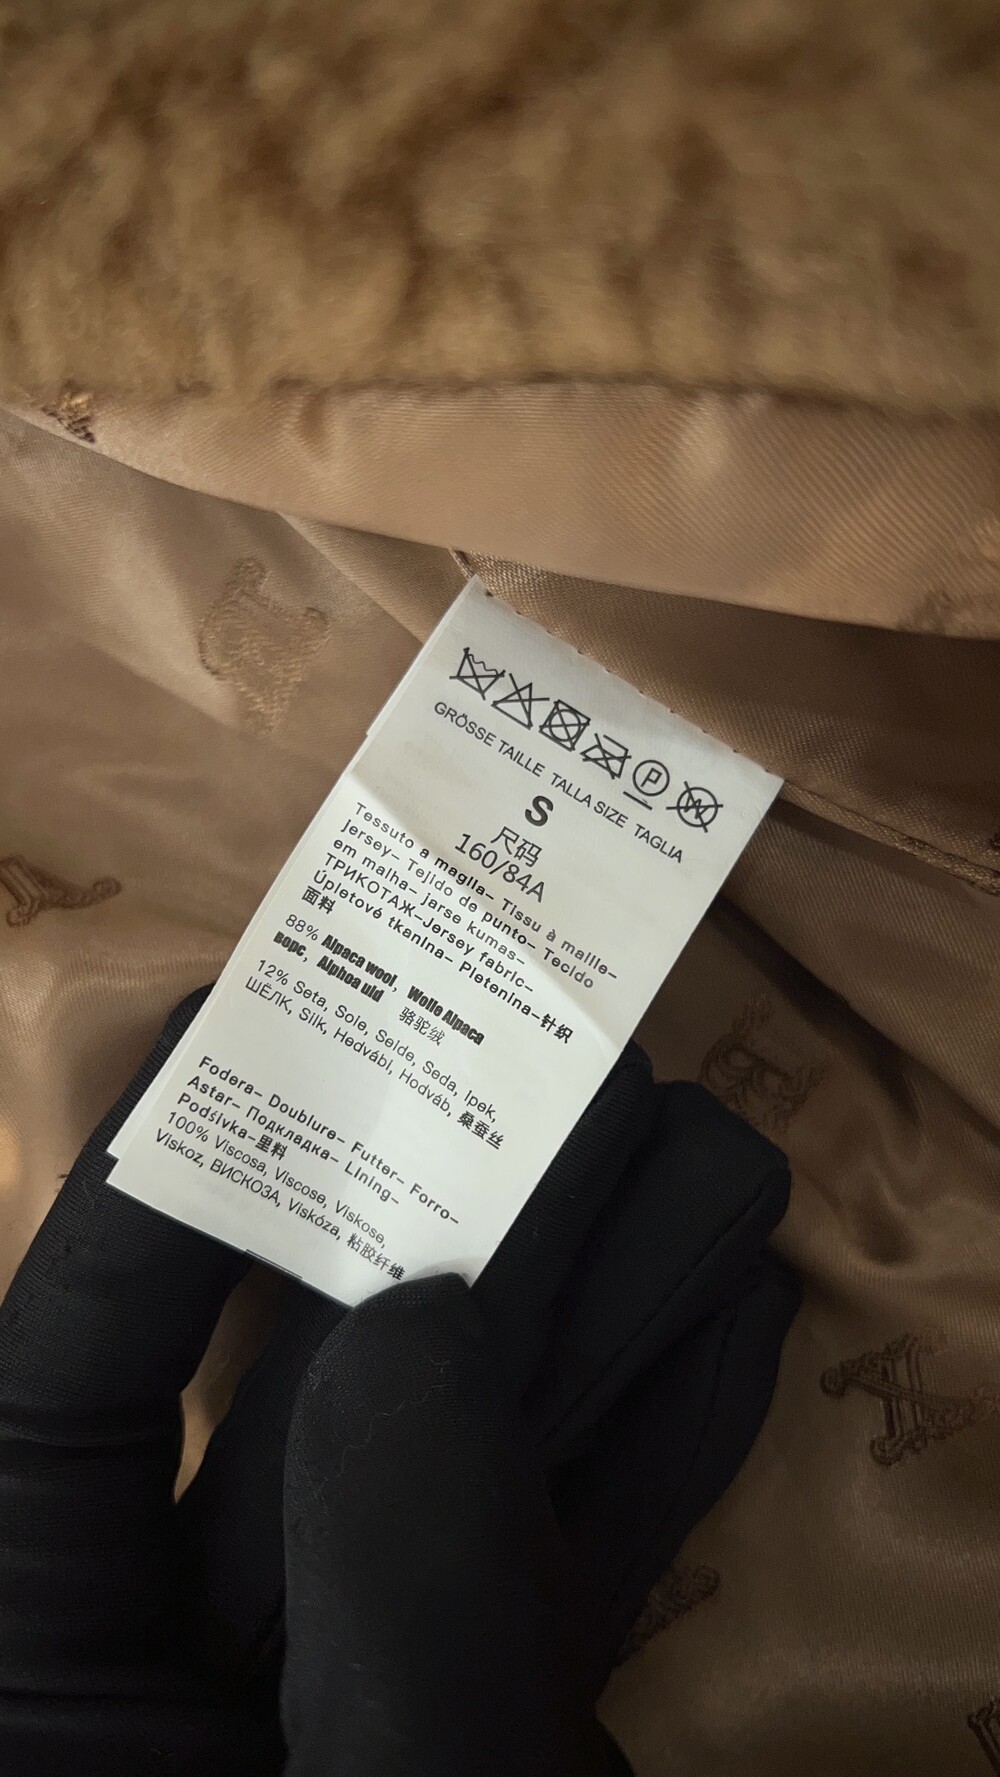 P
W
GRÖSSE TAILLE TALLA SIZE TAGLIA
S
尺码
160/84A
Tessuto a maglia- Tissu à maille-
jersey- Tejido de punto- Tecido
em malha- jarse kumas-
ТРИКОТАЖ-Jersey fabric-
Úpletové tkanina- Pletenina-针织
面料
88% Alpaca wool, Wolle Alpaca
ворс, Alphoa uld 骆驼绒
12% Seta, Soie, Seide, Seda, Ipek,
ШЁЛК, Silk, Hedvábí, Hodváb, 桑蚕丝
Fodera- Doublure- Futter- Forro-
Astar- Подкладка- Lining-
Podšívka-里料
100% Viscosa, Viscose, Viskose,
Viskoz, ВИСКОЗА, Viskóza, 粘胶纤维